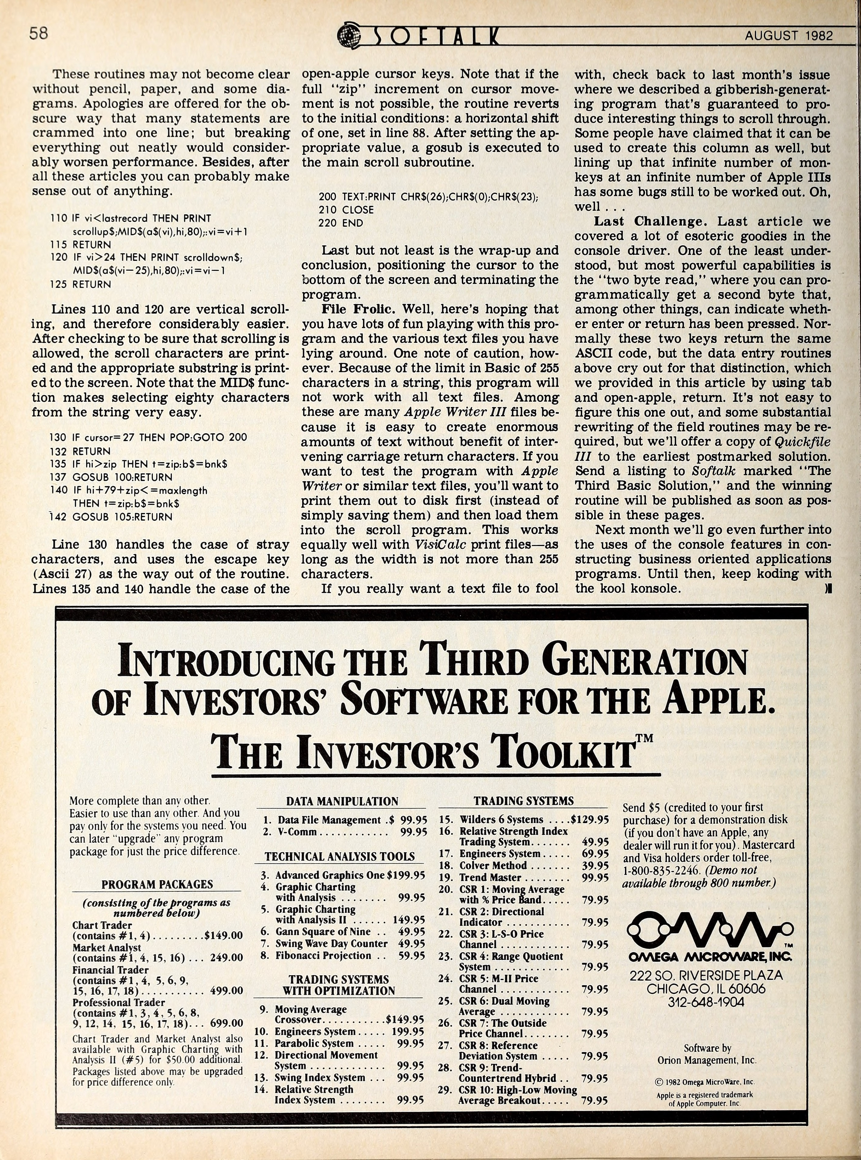 58
SOFTALK
AUGUST 1982
These routines may not become clear
without pencil, paper, and some dia-
grams. Apologies are offered for the ob-
scure way that many statements are
crammed into one line; but breaking
everything out neatly would consider-
ably worsen performance. Besides, after
all these articles you can probably make
sense out of anything.
110 IF vi<lastrecord THEN PRINT
scrollup$;MID$(a$(vi),hi,80);:vi=vi+1
115 RETURN
120 IF vi>24 THEN PRINT scrolldown$;
MID$(a$(vi−25),hi,80);:vi=vi−1
125 RETURN
Lines 110 and 120 are vertical scroll-
ing, and therefore considerably easier.
After checking to be sure that scrolling is
allowed, the scroll characters are print-
ed and the appropriate substring is print-
ed to the screen. Note that the MID$ func-
tion makes selecting eighty characters
from the string very easy.
130 IF cursor=27 THEN POP:GOTO 200
132 RETURN
135 IF hi>zip THEN t=zip:b$=bnk$
137 GOSUB 100:RETURN
140 IF hi+79+zip<=maxlength
THEN t=zip:b$=bnk$
142 GOSUB 105:RETURN
Line 130 handles the case of stray
characters, and uses the escape key
(Ascii 27) as the way out of the routine.
Lines 135 and 140 handle the case of the
open-apple cursor keys. Note that if the
full "zip" increment on cursor move-
ment is not possible, the routine reverts
to the initial conditions: a horizontal shift
of one, set in line 88. After setting the ap-
propriate value, a gosub is executed to
the main scroll subroutine.
200 TEXT:PRINT CHR$(26);CHR$(0);CHR$(23);
210 CLOSE
220 END
Last but not least is the wrap-up and
conclusion, positioning the cursor to the
bottom of the screen and terminating the
program.
File Frolic. Well, here's hoping that
you have lots of fun playing with this pro-
gram and the various text files you have
lying around. One note of caution, how-
ever. Because of the limit in Basic of 255
characters in a string, this program will
not work with all text files. Among
these are many Apple Writer III files be-
cause it is easy to create enormous
amounts of text without benefit of inter-
vening carriage return characters. If you
want to test the program with Apple
Writer or similar text files, you'll want to
print them out to disk first (instead of
simply saving them) and then load them
into the scroll program. This works
equally well with VisiCalc print files—as
long as the width is not more than 255
characters.
If you really want a text file to fool
with, check back to last month's issue
where we described a gibberish-generat-
ing program that's guaranteed to pro-
duce interesting things to scroll through.
Some people have claimed that it can be
used to create this column as well, but
lining up that infinite number of mon-
keys at an infinite number of Apple IIIs
has some bugs still to be worked out. Oh,
well . . .
Last Challenge. Last article we
covered a lot of esoteric goodies in the
console driver. One of the least under-
stood, but most powerful capabilities is
the "two byte read," where you can pro-
grammatically get a second byte that,
among other things, can indicate wheth-
er enter or return has been pressed. Nor-
mally these two keys return the same
ASCII code, but the data entry routines
above cry out for that distinction, which
we provided in this article by using tab
and open-apple, return. It's not easy to
figure this one out, and some substantial
rewriting of the field routines may be re-
quired, but we'll offer a copy of Quickfile
III to the earliest postmarked solution.
Send a listing to Softalk marked "The
Third Basic Solution," and the winning
routine will be published as soon as pos-
sible in these pages.
Next month we'll go even further into
the uses of the console features in con-
structing business oriented applications
programs. Until then, keep koding with
the kool konsole.
INTRODUCING THE THIRD GENERATION
OF INVESTORS' SOFTWARE FOR THE APPLE.
THE INVESTOR'S TOOLKIT™
More complete than any other.
Easier to use than any other. And you
pay only for the systems you need. You
can later "upgrade" any program
package for just the price difference.
PROGRAM PACKAGES
(consisting of the programs as
numbered below)
Chart Trader
(contains #1, 4).........$149.00
Market Analyst
(contains #1, 4, 15, 16) ... 249.00
Financial Trader
(contains #1, 4, 5, 6, 9,
15, 16, 17, 18)........... 499.00
Professional Trader
(contains #1, 3, 4, 5, 6, 8,
9, 12, 14, 15, 16, 17, 18)... 699.00
Chart Trader and Market Analyst also
available with Graphic Charting with
Analysis II (#5) for $50.00 additional.
Packages listed above may be upgraded
for price difference only.
DATA MANIPULATION
1. Data File Management .$ 99.95
2. V-Comm............ 99.95
TECHNICAL ANALYSIS TOOLS
3. Advanced Graphics One $199.95
4. Graphic Charting
with Analysis ........ 99.95
5. Graphic Charting
with Analysis II ...... 149.95
6. Gann Square of Nine .. 49.95
7. Swing Wave Day Counter 49.95
8. Fibonacci Projection .. 59.95
TRADING SYSTEMS
WITH OPTIMIZATION
9. Moving Average
Crossover...........$149.95
10. Engineers System..... 199.95
11. Parabolic System ..... 99.95
12. Directional Movement
System ............. 99.95
13. Swing Index System ... 99.95
14. Relative Strength
Index System ........ 99.95
TRADING SYSTEMS
15. Wilders 6 Systems ....$129.95
16. Relative Strength Index
Trading System....... 49.95
17. Engineers System..... 69.95
18. Colver Method ....... 39.95
19. Trend Master ........ 99.95
20. CSR 1: Moving Average
with % Price Band..... 79.95
21. CSR 2: Directional
Indicator ........... 79.95
22. CSR 3: L-S-O Price
Channel ............ 79.95
23. CSR 4: Range Quotient
System ............. 79.95
24. CSR 5: M-II Price
Channel ............ 79.95
25. CSR 6: Dual Moving
Average ............ 79.95
26. CSR 7: The Outside
Price Channel........ 79.95
27. CSR 8: Reference
Deviation System ..... 79.95
28. CSR 9: Trend-
Countertrend Hybrid .. 79.95
29. CSR 10: High-Low Moving
Average Breakout..... 79.95
Send $5 (credited to your first
purchase) for a demonstration disk
(if you don't have an Apple, any
dealer will run it for you). Mastercard
and Visa holders order toll-free,
1-800-835-2246. (Demo not
available through 800 number.)
™
OMEGA MICROWARE, INC.
222 SO. RIVERSIDE PLAZA
CHICAGO, IL 60606
312-648-1904
Software by
Orion Management, Inc.
© 1982 Omega MicroWare, Inc.
Apple is a registered trademark
of Apple Computer, Inc.